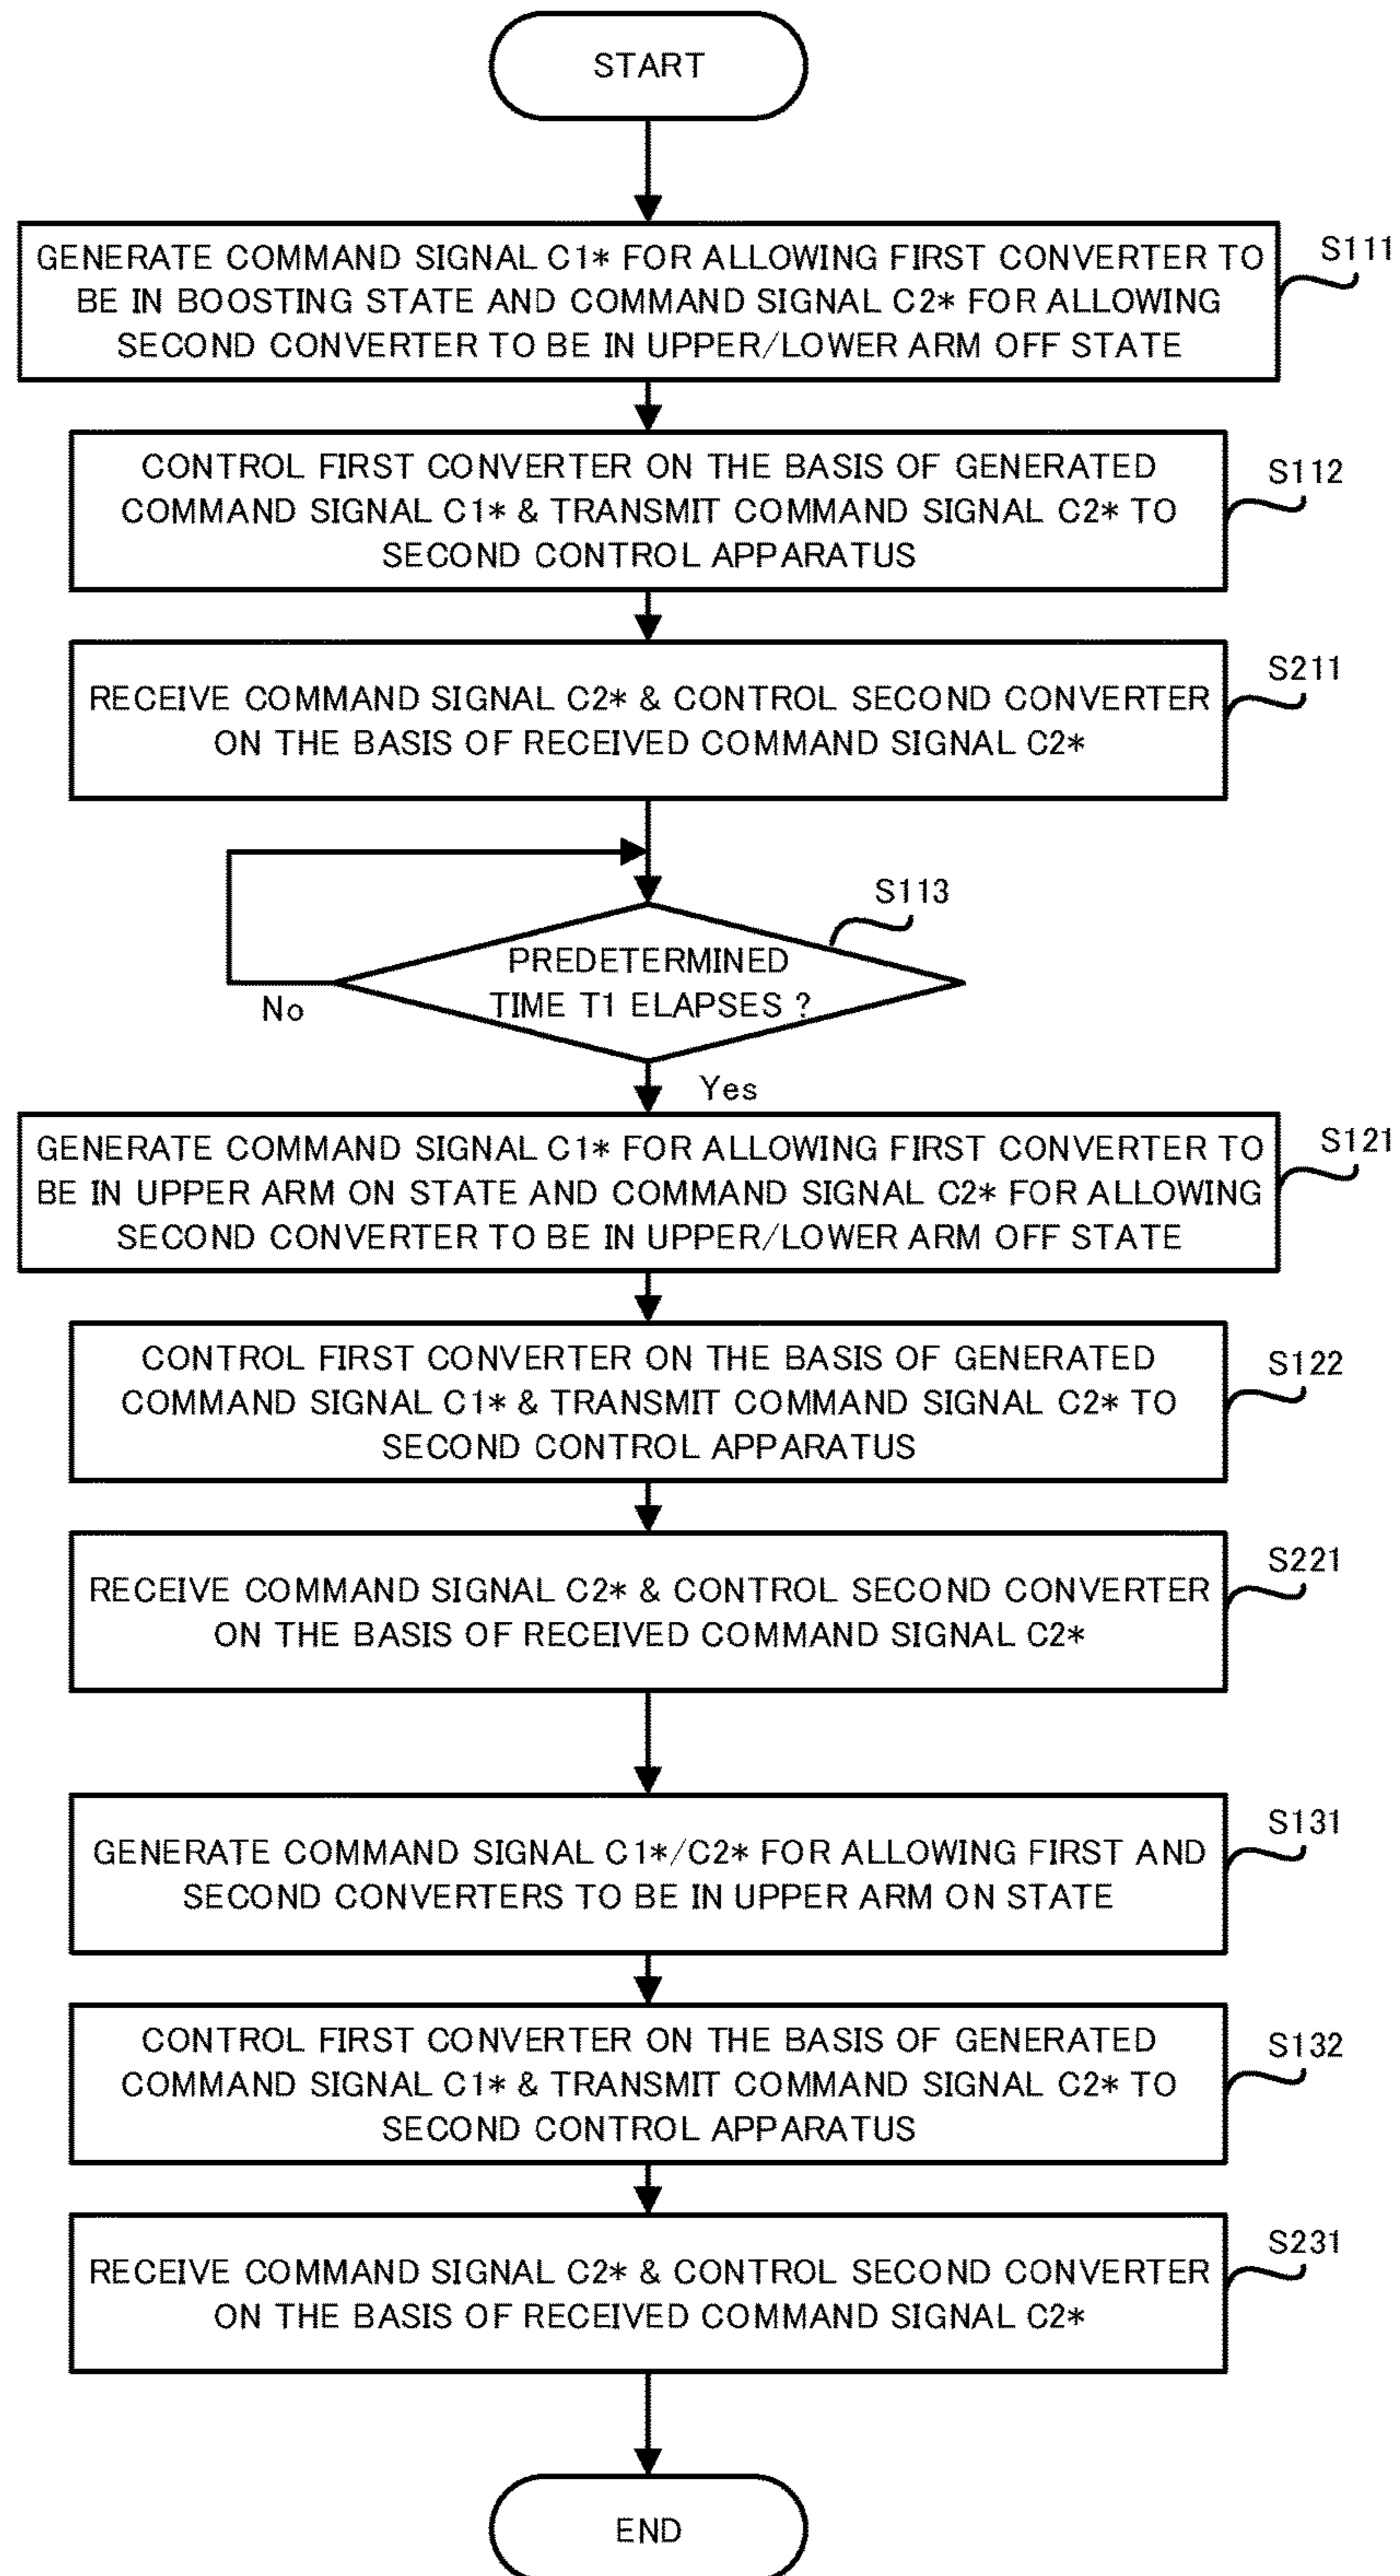 START
GENERATE COMMAND SIGNAL C1* FOR ALLOWING FIRST CONVERTER TO
BE IN BOOSTING STATE AND COMMAND SIGNAL C2* FOR ALLOWING
SECOND CONVERTER TO BE IN UPPER/LOWER ARM OFF STATE
S111
CONTROL FIRST CONVERTER ON THE BASIS OF GENERATED
COMMAND SIGNAL C1* & TRANSMIT COMMAND SIGNAL C2* TO
SECOND CONTROL APPARATUS
S112
RECEIVE COMMAND SIGNAL C2* & CONTROL SECOND CONVERTER
ON THE BASIS OF RECEIVED COMMAND SIGNAL C2*
S211
PREDETERMINED
TIME T1 ELAPSES ?
S113
No
Yes
GENERATE COMMAND SIGNAL C1* FOR ALLOWING FIRST CONVERTER TO
BE IN UPPER ARM ON STATE AND COMMAND SIGNAL C2* FOR ALLOWING
SECOND CONVERTER TO BE IN UPPER/LOWER ARM OFF STATE
S121
CONTROL FIRST CONVERTER ON THE BASIS OF GENERATED
COMMAND SIGNAL C1* & TRANSMIT COMMAND SIGNAL C2* TO
SECOND CONTROL APPARATUS
S122
RECEIVE COMMAND SIGNAL C2* & CONTROL SECOND CONVERTER
ON THE BASIS OF RECEIVED COMMAND SIGNAL C2*
S221
GENERATE COMMAND SIGNAL C1*/C2* FOR ALLOWING FIRST AND
SECOND CONVERTERS TO BE IN UPPER ARM ON STATE
S131
CONTROL FIRST CONVERTER ON THE BASIS OF GENERATED
COMMAND SIGNAL C1* & TRANSMIT COMMAND SIGNAL C2* TO
SECOND CONTROL APPARATUS
S132
RECEIVE COMMAND SIGNAL C2* & CONTROL SECOND CONVERTER
ON THE BASIS OF RECEIVED COMMAND SIGNAL C2*
S231
END